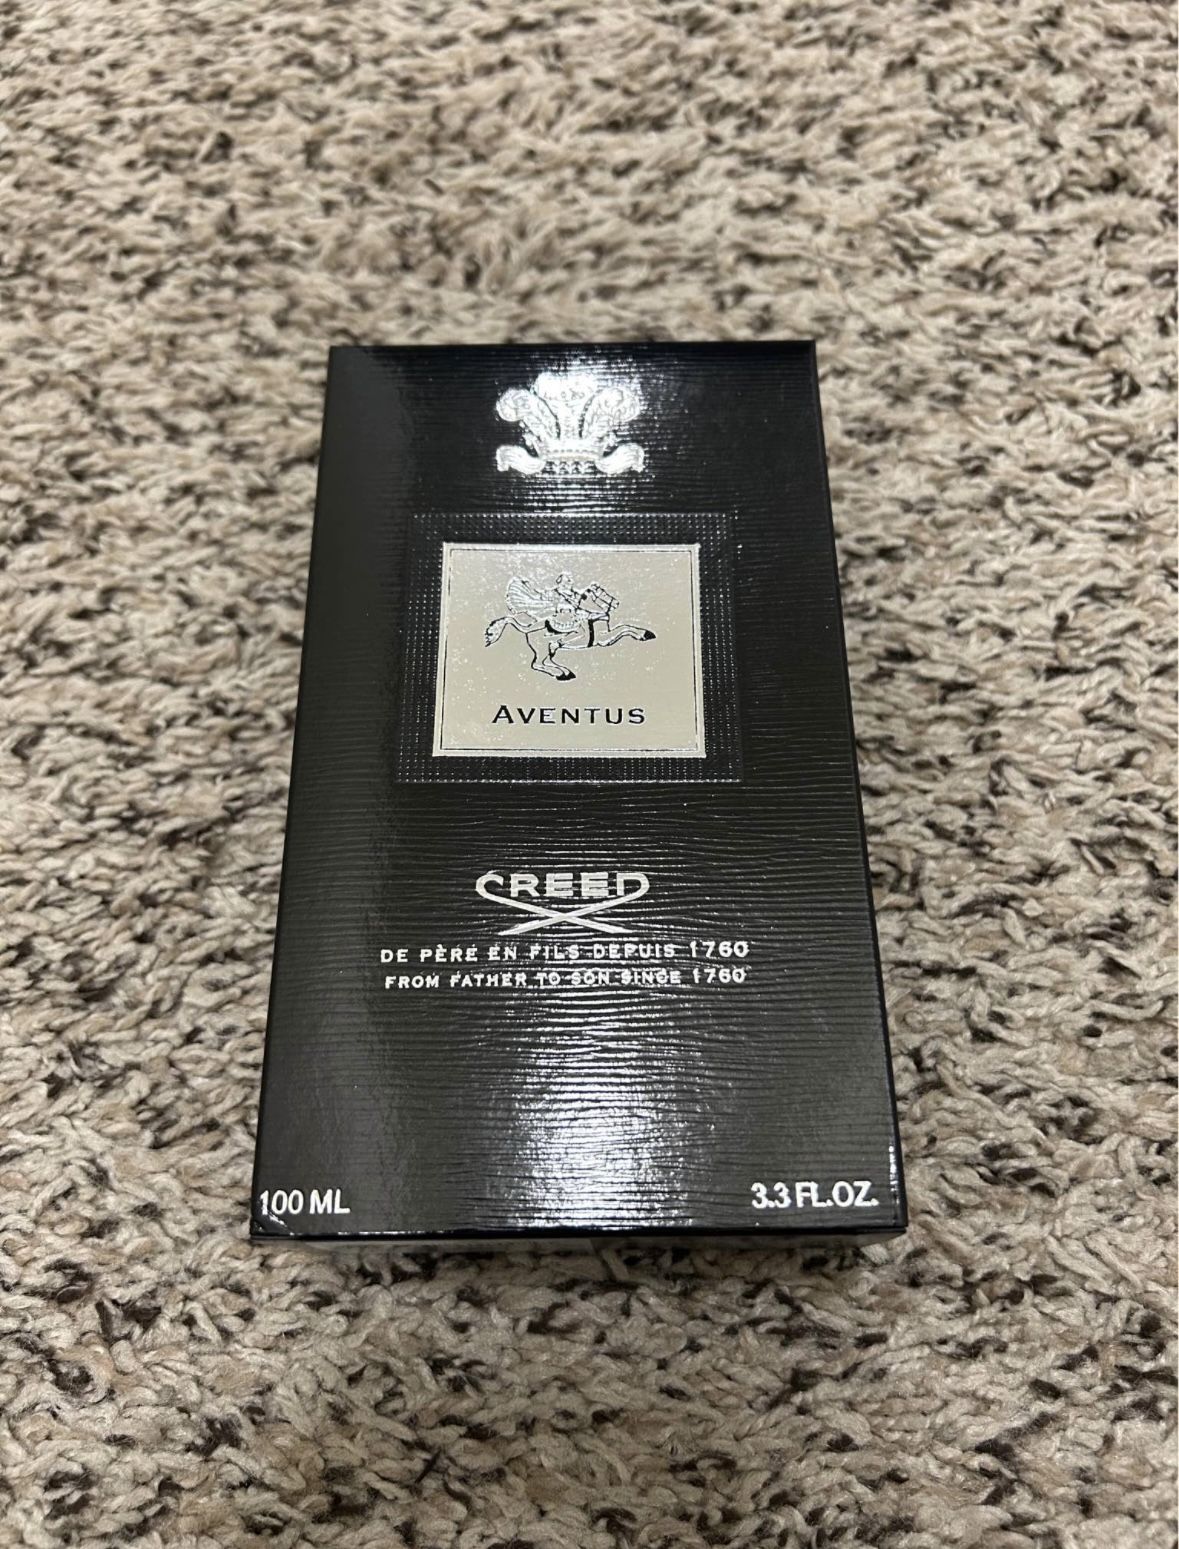 AVENTUS
CREED
DE PÈRE EN FILS DEPUIS 1760
FROM FATHER TO SON SINCE 1760
100 ML
3.3 FL.OZ.